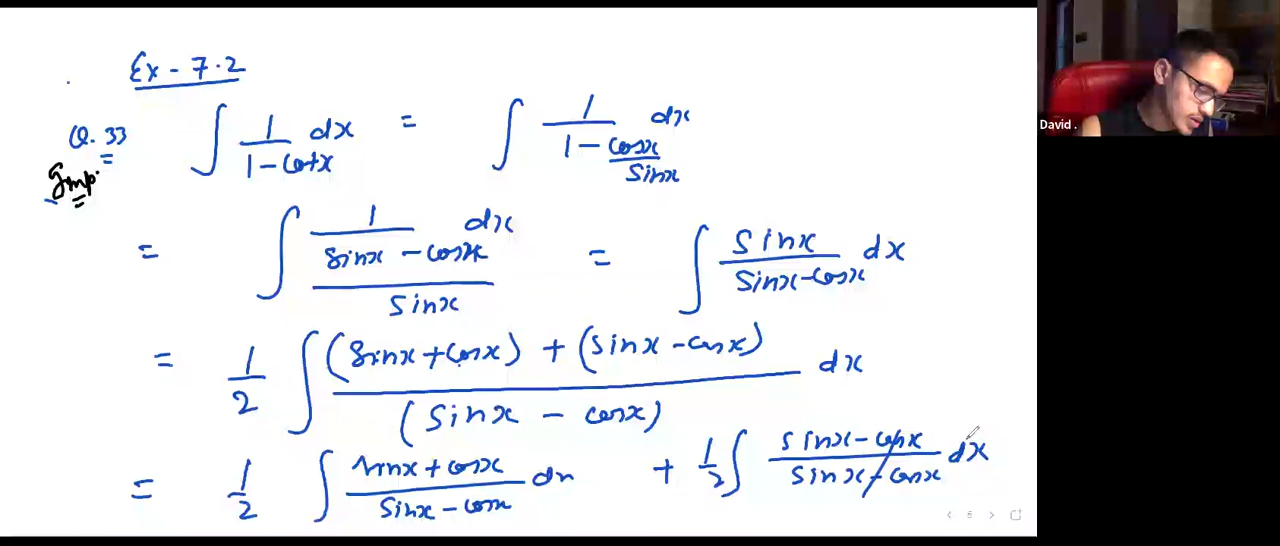 Ex - 7.2
Q. 33 ∫ 1/(1 - cotx) dx = ∫ 1/(1 - cosx/sinx) dx
Imp.
= ∫ 1/((sinx - cosx)/sinx) dx = ∫ sinx/(sinx-cosx) dx
= 1/2 ∫ ((sinx+cosx) + (sinx-cosx))/(sinx - cosx) dx
= 1/2 ∫ (sinx+cosx)/(sinx-cosx) dx + 1/2 ∫ (sinx-cosx)/(sinx-cosx) dx
David .
< 6 >